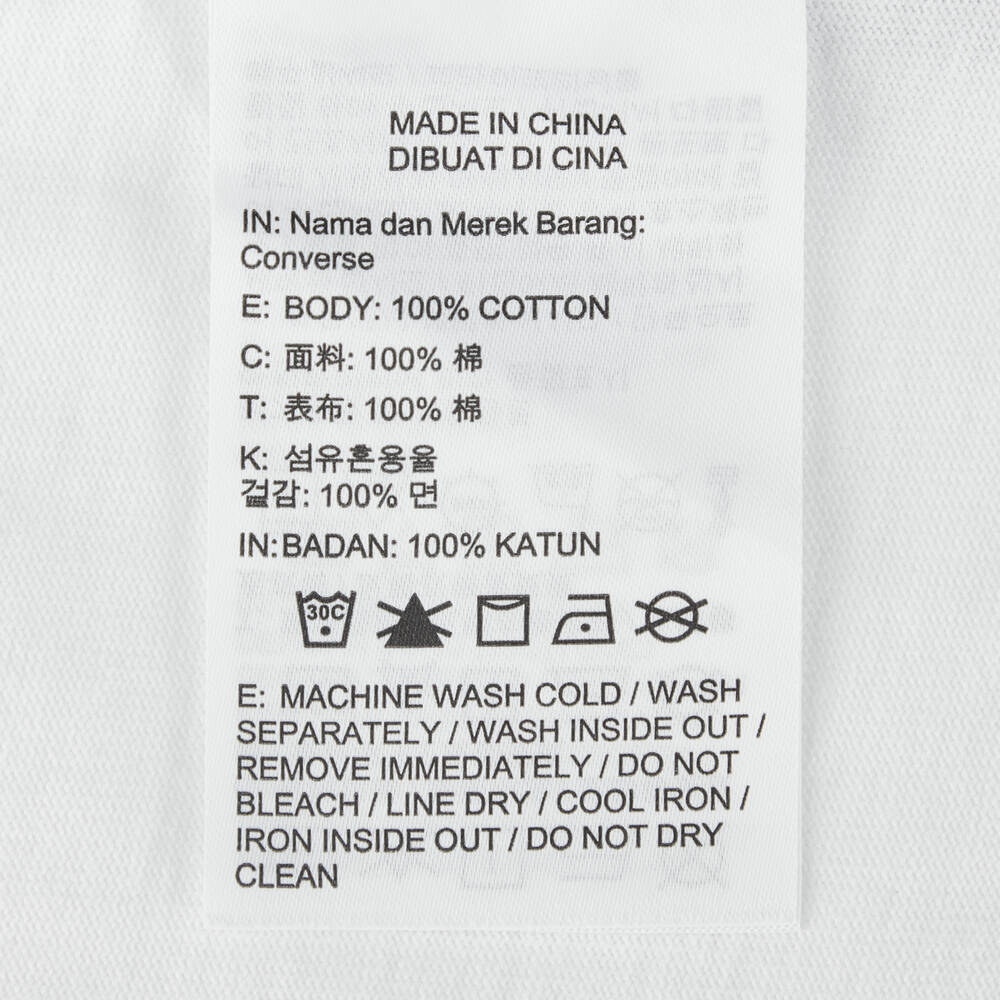 MADE IN CHINA
DIBUAT DI CINA
IN: Nama dan Merek Barang:
Converse
E: BODY: 100% COTTON
C: 面料: 100% 棉
T: 表布: 100% 棉
K: 섬유혼용율
겉감: 100% 면
IN:BADAN: 100% KATUN
30C
E: MACHINE WASH COLD / WASH
SEPARATELY / WASH INSIDE OUT /
REMOVE IMMEDIATELY / DO NOT
BLEACH / LINE DRY / COOL IRON /
IRON INSIDE OUT / DO NOT DRY
CLEAN